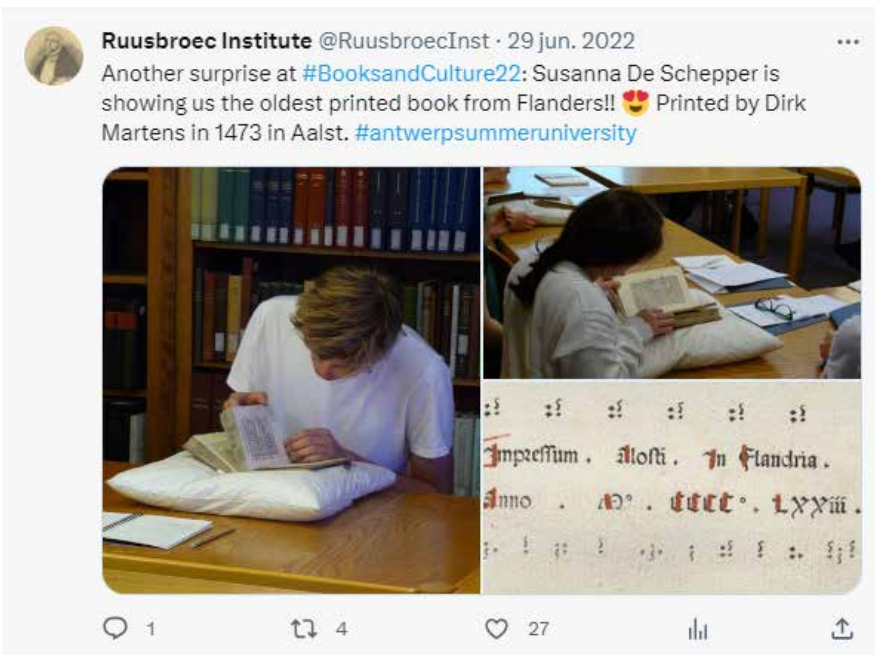 Ruusbroec Institute @RuusbroecInst · 29 jun. 2022
Another surprise at #BooksandCulture22: Susanna De Schepper is
showing us the oldest printed book from Flanders!! 😍 Printed by Dirk
Martens in 1473 in Aalst. #antwerpsummeruniversity
Impressum . Alosti . In Flandria .
Anno . M° . CCCC° . LXXiii .
1 4 27